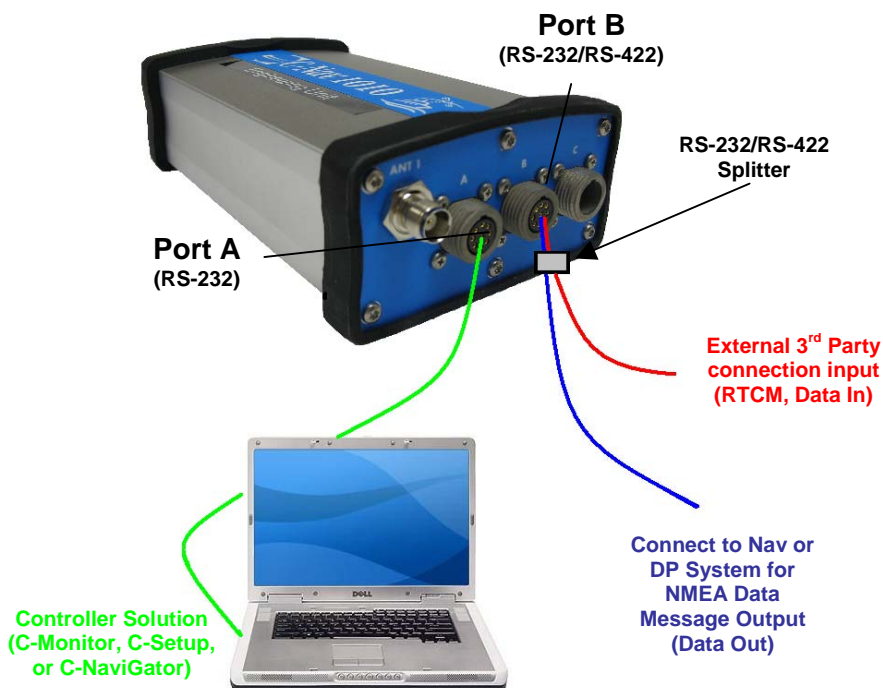 Port B
(RS-232/RS-422)
C-Nav1010
RS-232/RS-422
Splitter
ANT 1
A
B
C
Port A
(RS-232)
External 3rd Party
connection input
(RTCM, Data In)
Connect to Nav or
DP System for
NMEA Data
Message Output
(Data Out)
DELL
Controller Solution
(C-Monitor, C-Setup,
or C-NaviGator)